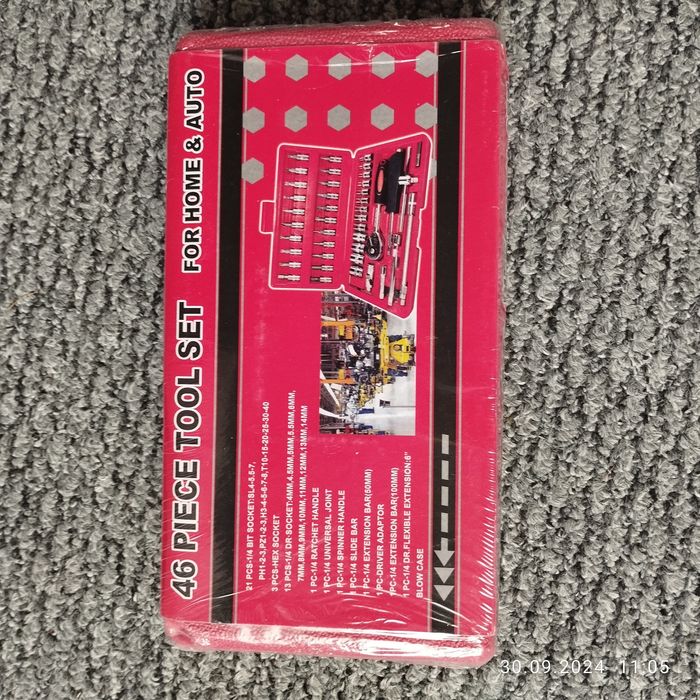 46 PIECE TOOL SET FOR HOME & AUTO
21 PCS-1/4 BIT SOCKET:SL4-5.5-7,
PH1-2-3,PZ1-2-3,H3-4-5-6-7-8,T10-15-20-25-30-40
3 PCS-HEX SOCKET
13 PCS-1/4 DR·SOCKET:4MM,4.5MM,5MM,5.5MM,6MM,
7MM,8MM,9MM,10MM,11MM,12MM,13MM,14MM
1 PC-1/4 RATCHET HANDLE
1 PC-1/4 UNIVERSAL JOINT
1 PC-1/4 SPINNER HANDLE
1 PC-1/4 SLIDE BAR
1 PC-1/4 EXTENSION BAR(50MM)
1 PC-DRIVER ADAPTOR
1 PC-1/4 EXTENSION BAR(100MM)
1 PC-1/4 DR.FLEXIBLE EXTENSION:6"
BLOW CASE
30.09.2024 11:05